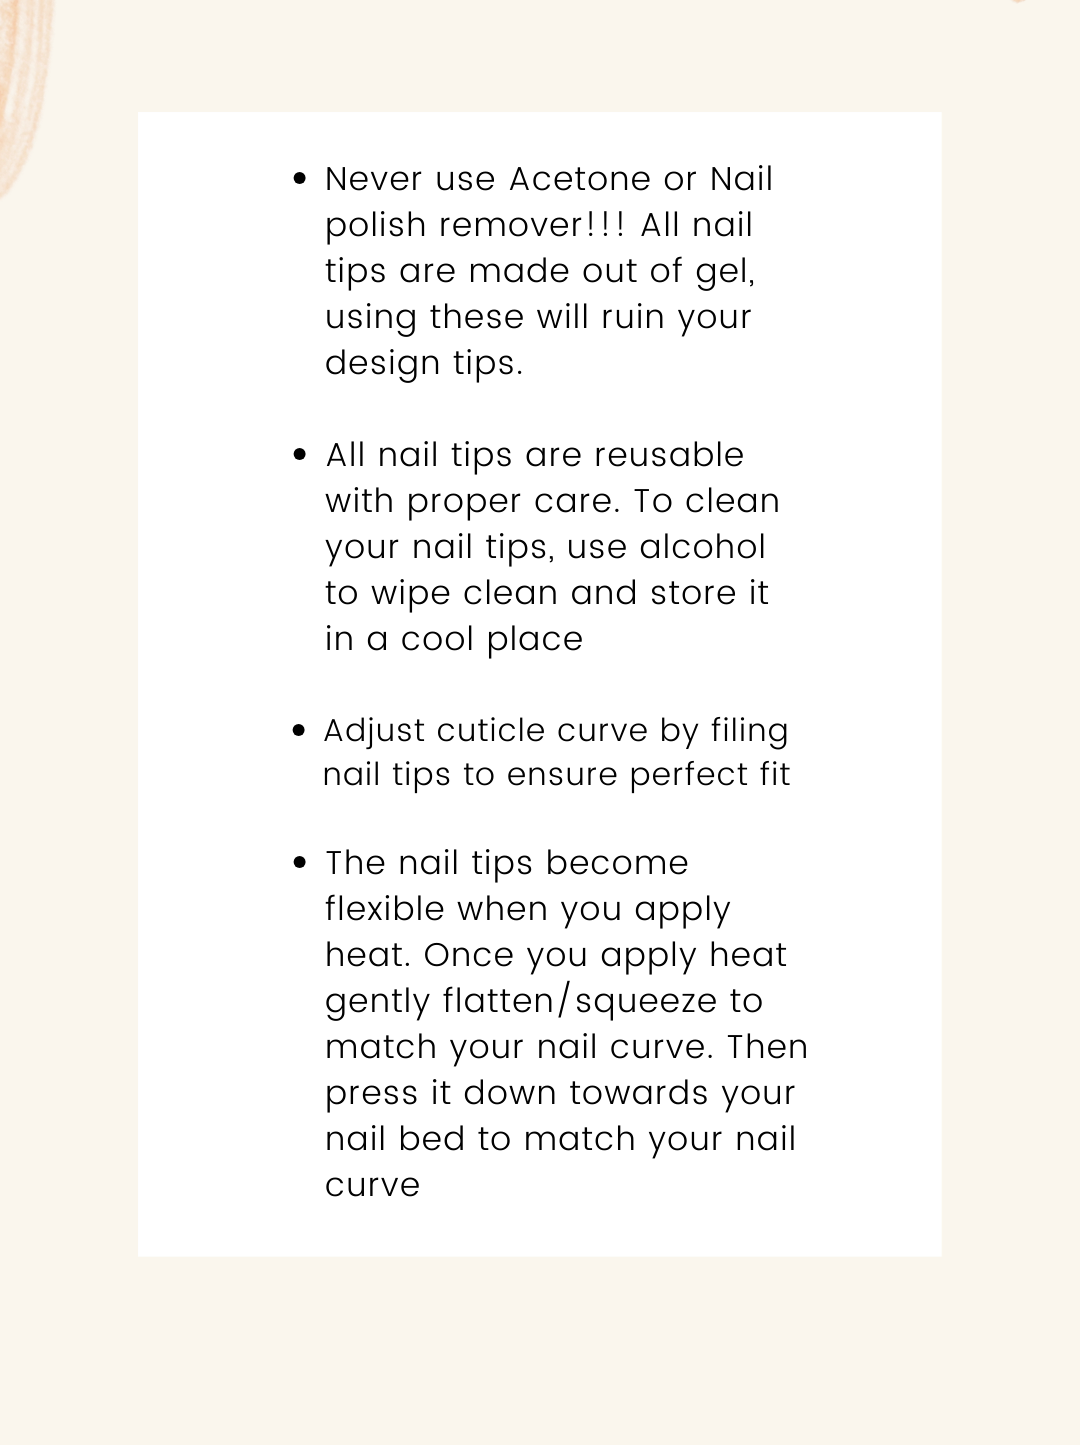 • Never use Acetone or Nail
polish remover!!! All nail
tips are made out of gel,
using these will ruin your
design tips.
• All nail tips are reusable
with proper care. To clean
your nail tips, use alcohol
to wipe clean and store it
in a cool place
• Adjust cuticle curve by filing
nail tips to ensure perfect fit
• The nail tips become
flexible when you apply
heat. Once you apply heat
gently flatten/squeeze to
match your nail curve. Then
press it down towards your
nail bed to match your nail
curve